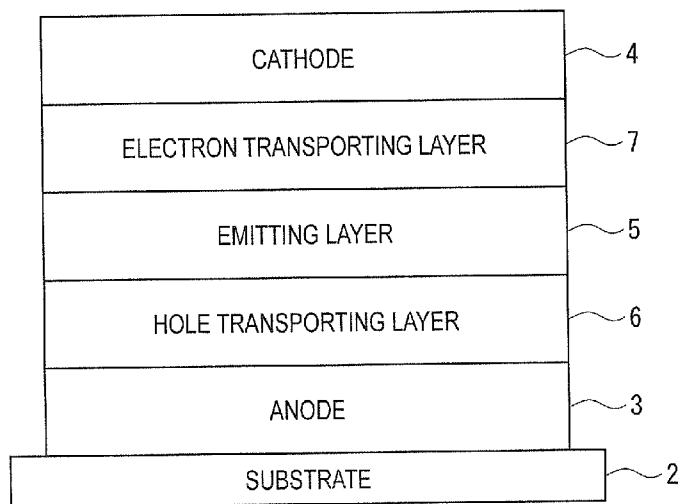 CATHODE 4
ELECTRON TRANSPORTING LAYER 7
EMITTING LAYER 5
HOLE TRANSPORTING LAYER 6
ANODE 3
SUBSTRATE 2